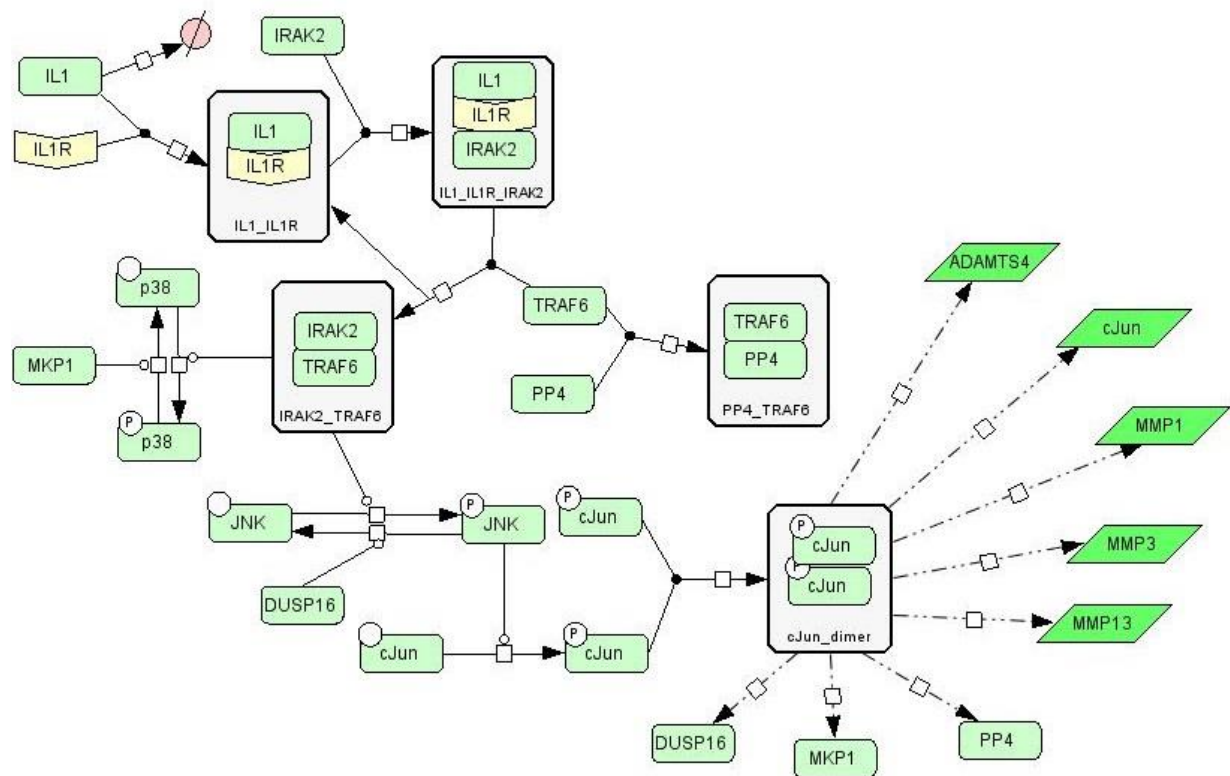 IRAK2
IL1
IL1
IL1R
IRAK2
IL1_IL1R_IRAK2
IL1R
IL1
IL1R
IL1_IL1R
ADAMTS4
p38
TRAF6
TRAF6
PP4
PP4_TRAF6
cJun
IRAK2
TRAF6
IRAK2_TRAF6
MKP1
PP4
P
p38
MMP1
JNK
P
JNK
P
cJun
P
cJun
P
cJun
cJun_dimer
MMP3
DUSP16
MMP13
cJun
P
cJun
DUSP16
MKP1
PP4